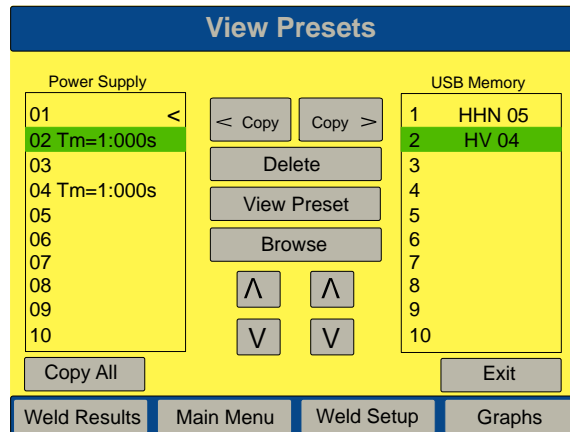 View Presets
Power Supply
USB Memory
01 <
02 Tm=1:000s
03
04 Tm=1:000s
05
06
07
08
09
10
< Copy
Copy >
Delete
View Preset
Browse
Λ Λ
V V
1 HHN 05
2 HV 04
3
4
5
6
7
8
9
10
Copy All
Exit
Weld Results
Main Menu
Weld Setup
Graphs